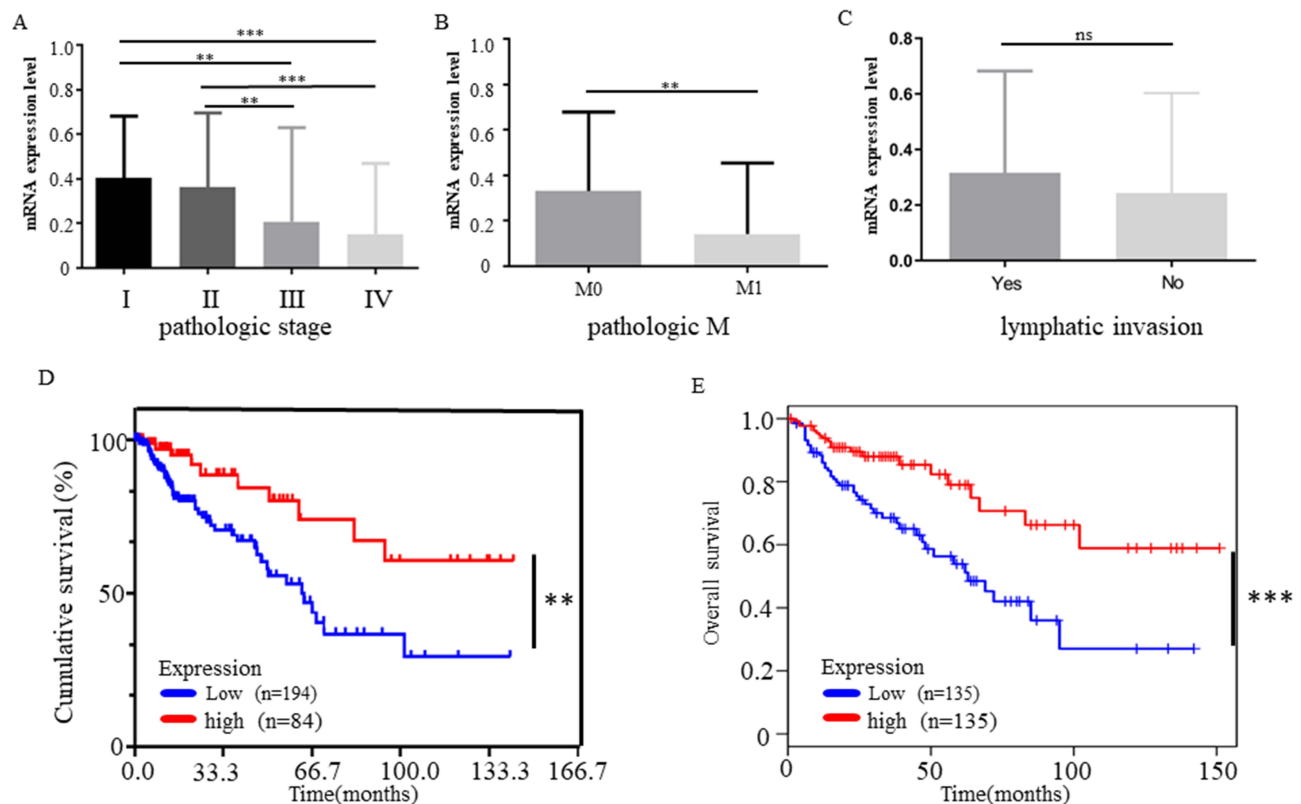 A
mRNA expression level
1.0
0.8
0.6
0.4
0.2
0
***
**
***
**
I II III IV
pathologic stage
B
mRNA expression level
1.0
0.8
0.6
0.4
0.2
0
**
M0 M1
pathologic M
C
mRNA expression level
0.8
0.6
0.4
0.2
0.0
ns
Yes No
lymphatic invasion
D
Cumulative survival (%)
100
50
0
**
Expression
Low (n=194)
high (n=84)
0.0 33.3 66.7 100.0 133.3 166.7
Time(months)
E
Overall survival
1.0
0.8
0.6
0.4
0.2
0
***
Expression
Low (n=135)
high (n=135)
0 50 100 150
Time(months)